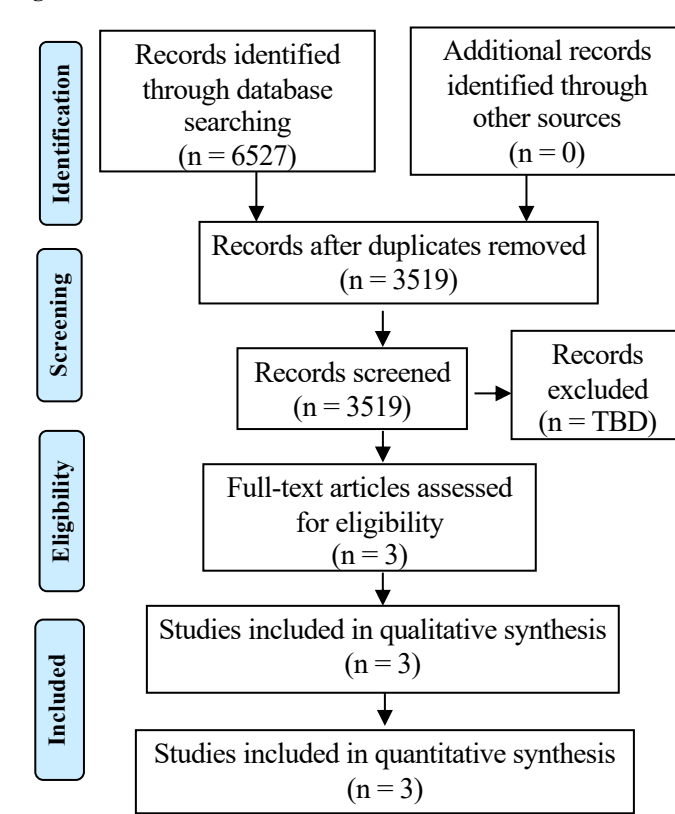 Identification
Records identified
through database
searching
(n = 6527)
Additional records
identified through
other sources
(n = 0)
Records after duplicates removed
(n = 3519)
Screening
Records screened
(n = 3519)
Records
excluded
(n = TBD)
Eligibility
Full-text articles assessed
for eligibility
(n = 3)
Included
Studies included in qualitative synthesis
(n = 3)
Studies included in quantitative synthesis
(n = 3)